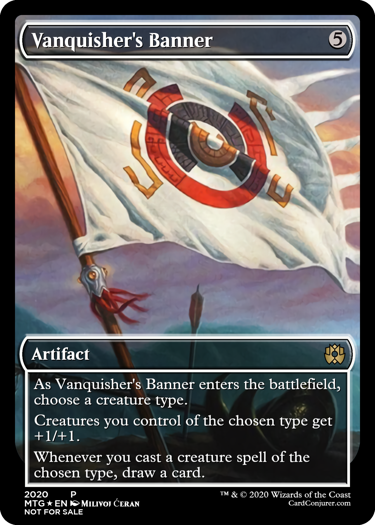 Vanquisher's Banner 5
Artifact
As Vanquisher's Banner enters the battlefield,
choose a creature type.
Creatures you control of the chosen type get
+1/+1.
Whenever you cast a creature spell of the
chosen type, draw a card.
2020 P
MTG ★ EN Milivoj Ćeran
NOT FOR SALE
™ & © 2020 Wizards of the Coast
CardConjurer.com